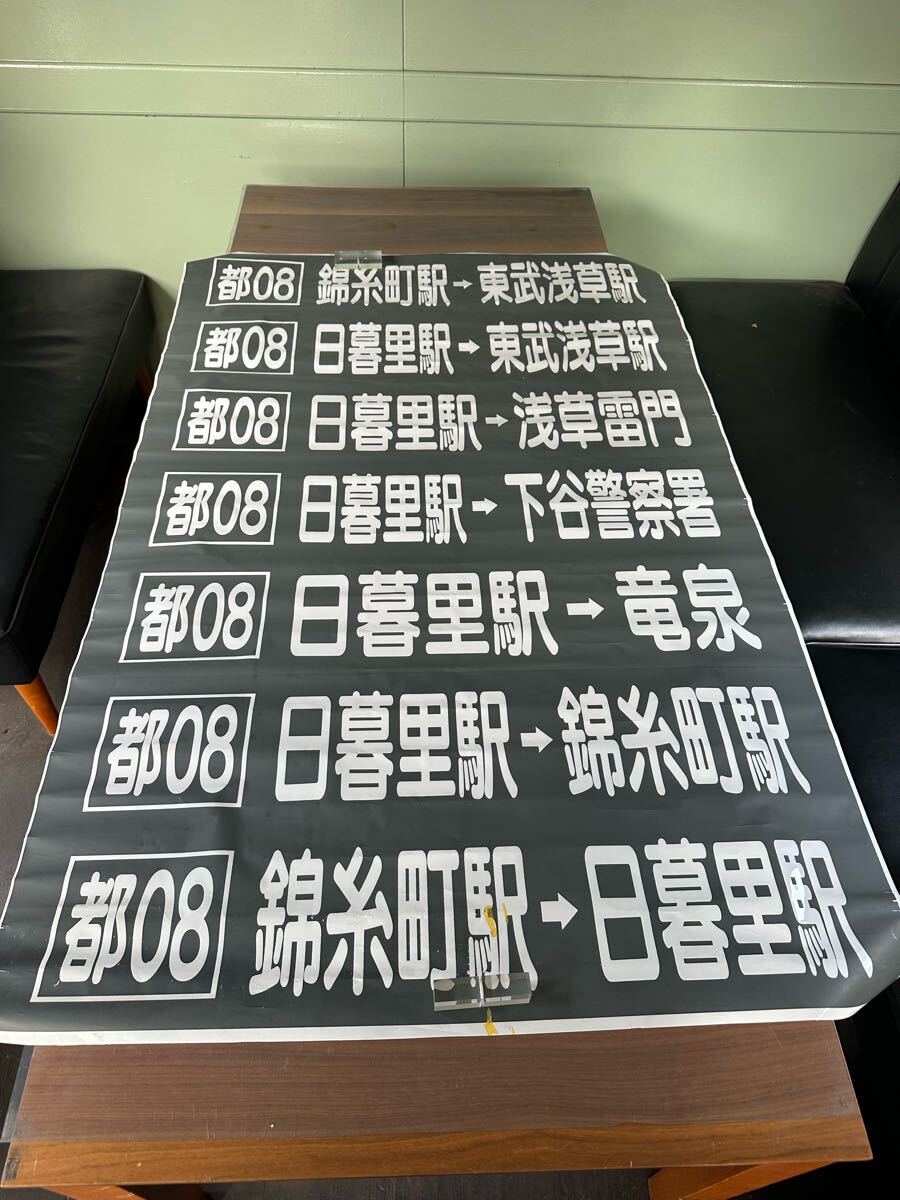 都08 錦糸町駅→東武浅草駅
都08 日暮里駅→東武浅草駅
都08 日暮里駅→浅草雷門
都08 日暮里駅→下谷警察署
都08 日暮里駅→竜泉
都08 日暮里駅→錦糸町駅
都08 錦糸町駅→日暮里駅